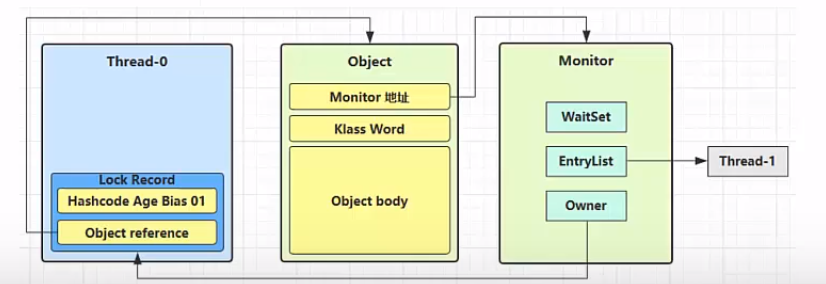 Thread-0
Lock Record
Hashcode Age Bias 01
Object reference
Object
Monitor 地址
Klass Word
Object body
Monitor
WaitSet
EntryList
Owner
Thread-1